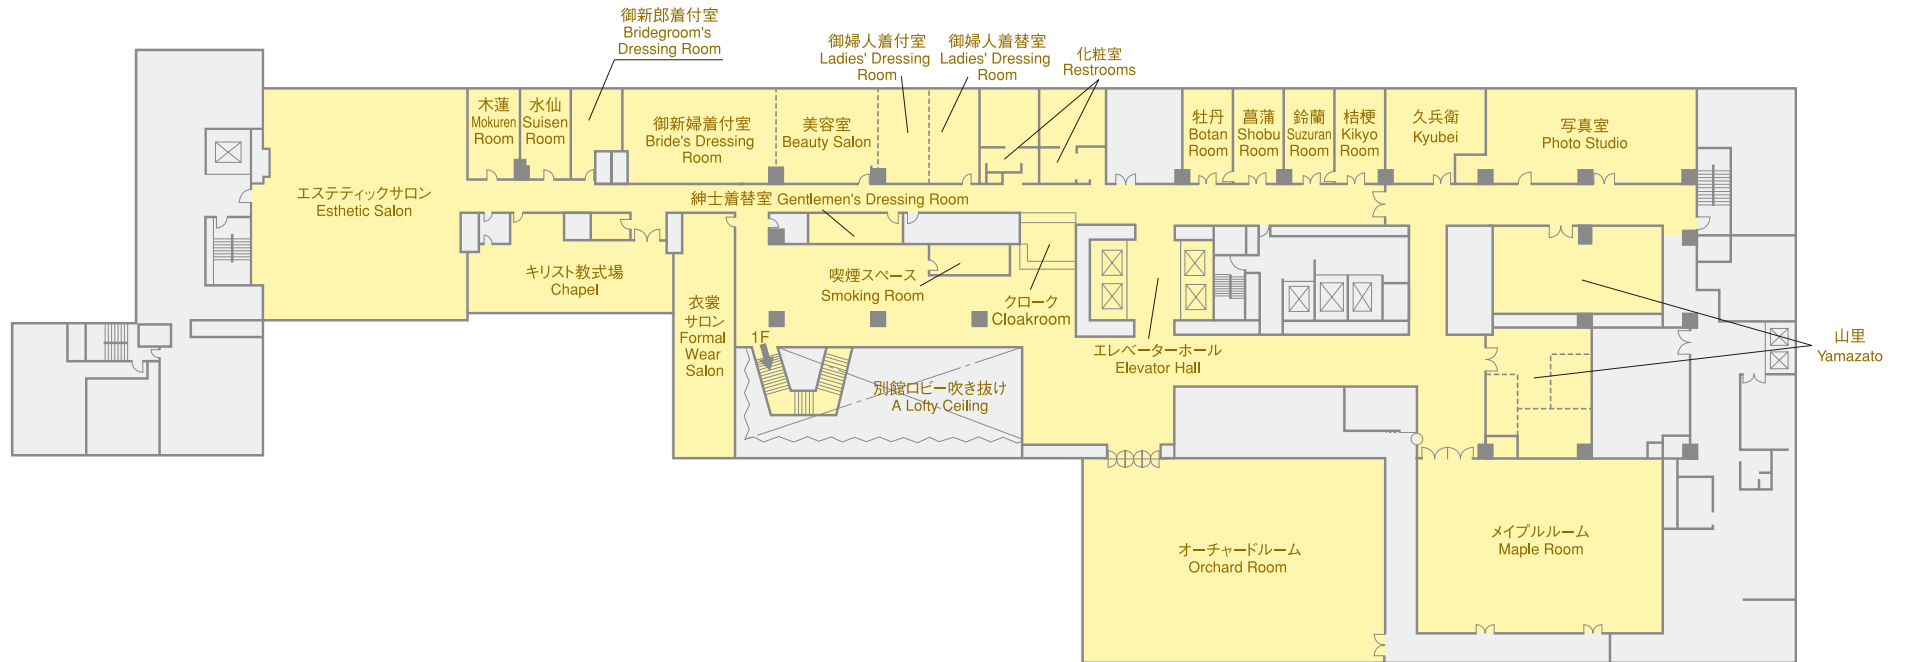 御新郎着付室
Bridegroom's
Dressing Room
御婦人着付室
Ladies' Dressing
Room
御婦人着替室
Ladies' Dressing
Room
化粧室
Restrooms
木蓮
Mokuren
Room
水仙
Suisen
Room
御新婦着付室
Bride's Dressing
Room
美容室
Beauty Salon
牡丹
Botan
Room
菖蒲
Shobu
Room
鈴蘭
Suzuran
Room
桔梗
Kikyo
Room
久兵衛
Kyubei
写真室
Photo Studio
エステティックサロン
Esthetic Salon
紳士着替室 Gentlemen's Dressing Room
キリスト教式場
Chapel
喫煙スペース
Smoking Room
クローク
Cloakroom
衣裳
サロン
Formal
Wear
Salon
1F
エレベーターホール
Elevator Hall
山里
Yamazato
別館ロビー吹き抜け
A Lofty Ceiling
オーチャードルーム
Orchard Room
メイプルルーム
Maple Room